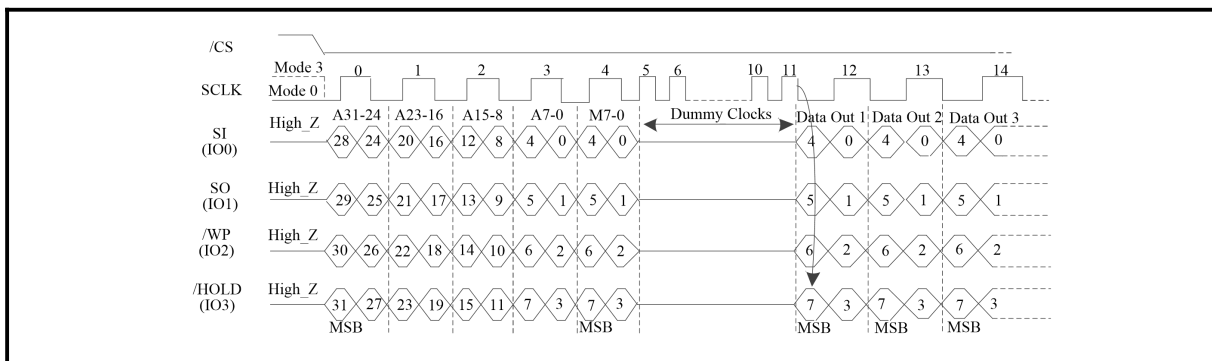 /CS
Mode 3 0 1 2 3 4 5 6 10 11 12 13 14
SCLK Mode 0
A31-24 A23-16 A15-8 A7-0 M7-0 Dummy Clocks Data Out 1 Data Out 2 Data Out 3
SI (IO0) High_Z 28 24 20 16 12 8 4 0 4 0 4 0 4 0 4 0
SO (IO1) High_Z 29 25 21 17 13 9 5 1 5 1 5 1 5 1 5 1
/WP (IO2) High_Z 30 26 22 18 14 10 6 2 6 2 6 2 6 2 6 2
/HOLD (IO3) High_Z 31 27 23 19 15 11 7 3 7 3 7 3 7 3 7 3
MSB MSB MSB MSB MSB